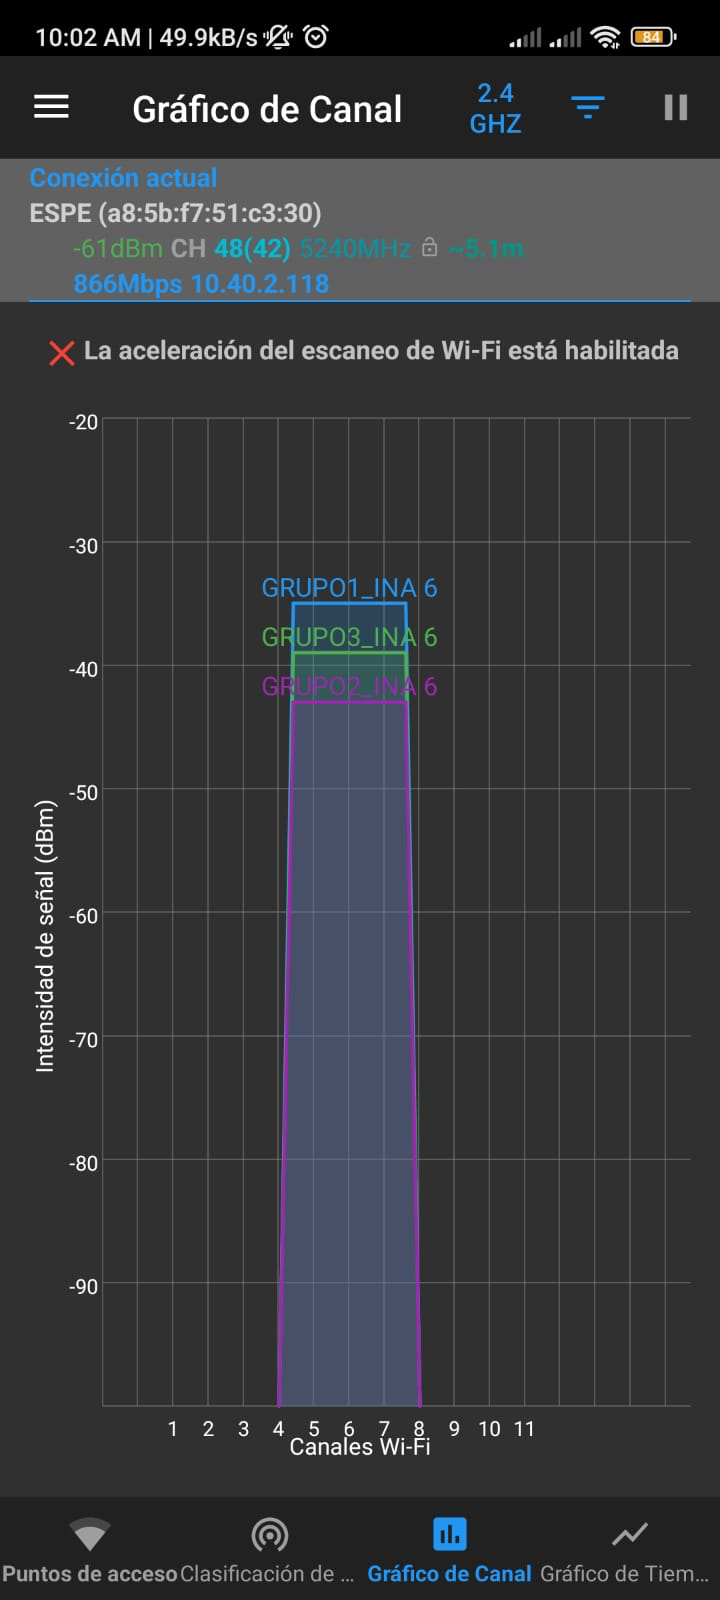 10:02 AM | 49.9kB/s
84
Gráfico de Canal
2.4
GHZ
Conexión actual
ESPE (a8:5b:f7:51:c3:30)
-61dBm CH 48(42) 5240MHz ~5.1m
866Mbps 10.40.2.118
La aceleración del escaneo de Wi-Fi está habilitada
-20
-30
GRUPO1_INA 6
GRUPO3_INA 6
-40
GRUPO2_INA 6
-50
-60
-70
-80
-90
Intensidad de señal (dBm)
1 2 3 4 5 6 7 8 9 10 11
Canales Wi-Fi
Puntos de acceso Clasificación de ... Gráfico de Canal Gráfico de Tiem...